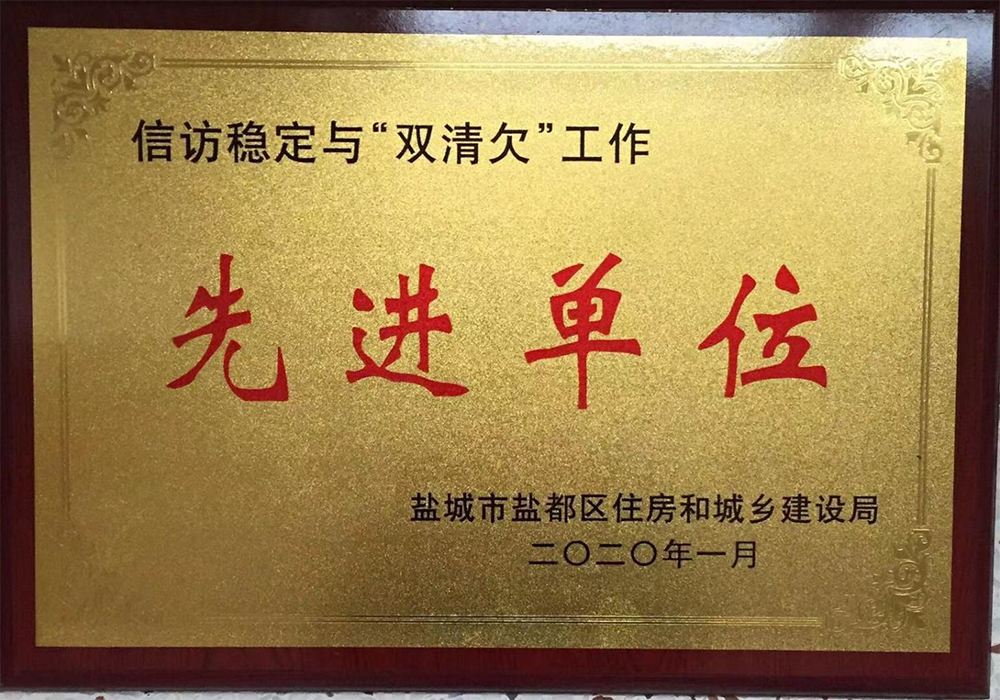 信访稳定与“双清欠”工作
先进单位
盐城市盐都区住房和城乡建设局
二〇二〇年一月